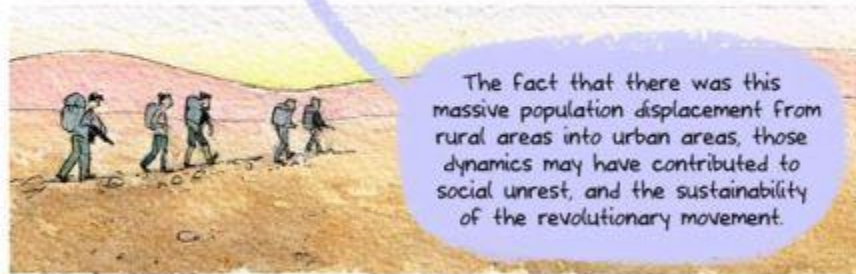 The fact that there was this
massive population displacement from
rural areas into urban areas, those
dynamics may have contributed to
social unrest, and the sustainability
of the revolutionary movement.